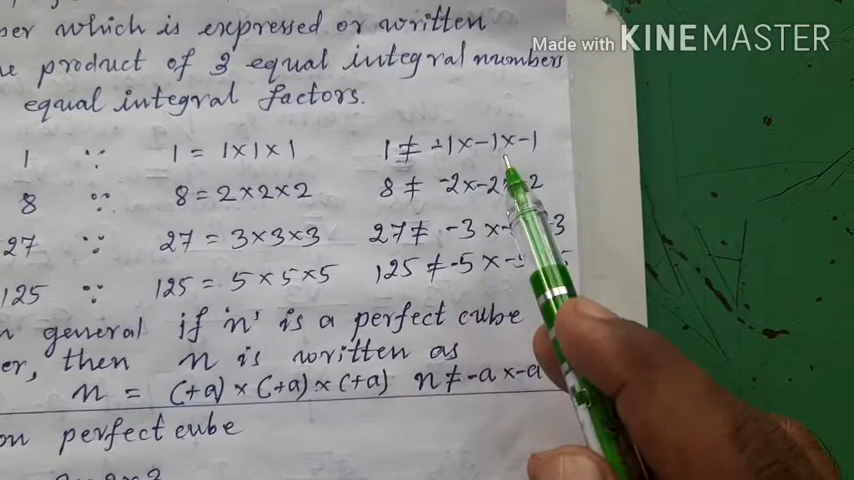 which is expressed or written
Made with KINEMASTER
product of 3 equal integral numbers
equal integral factors.
1 ∵ 1 = 1×1×1 1 ≠ -1×-1×-1
8 ∵ 8 = 2×2×2 8 ≠ -2×-2×-2
27 ∵ 27 = 3×3×3 27 ≠ -3×- -3
125 ∵ 125 = 5×5×5 125 ≠ -5×-
general if 'n' is a perfect cube
then n is written as
n = (+a) × (+a) × (+a) n ≠ -a×-a
perfect cube